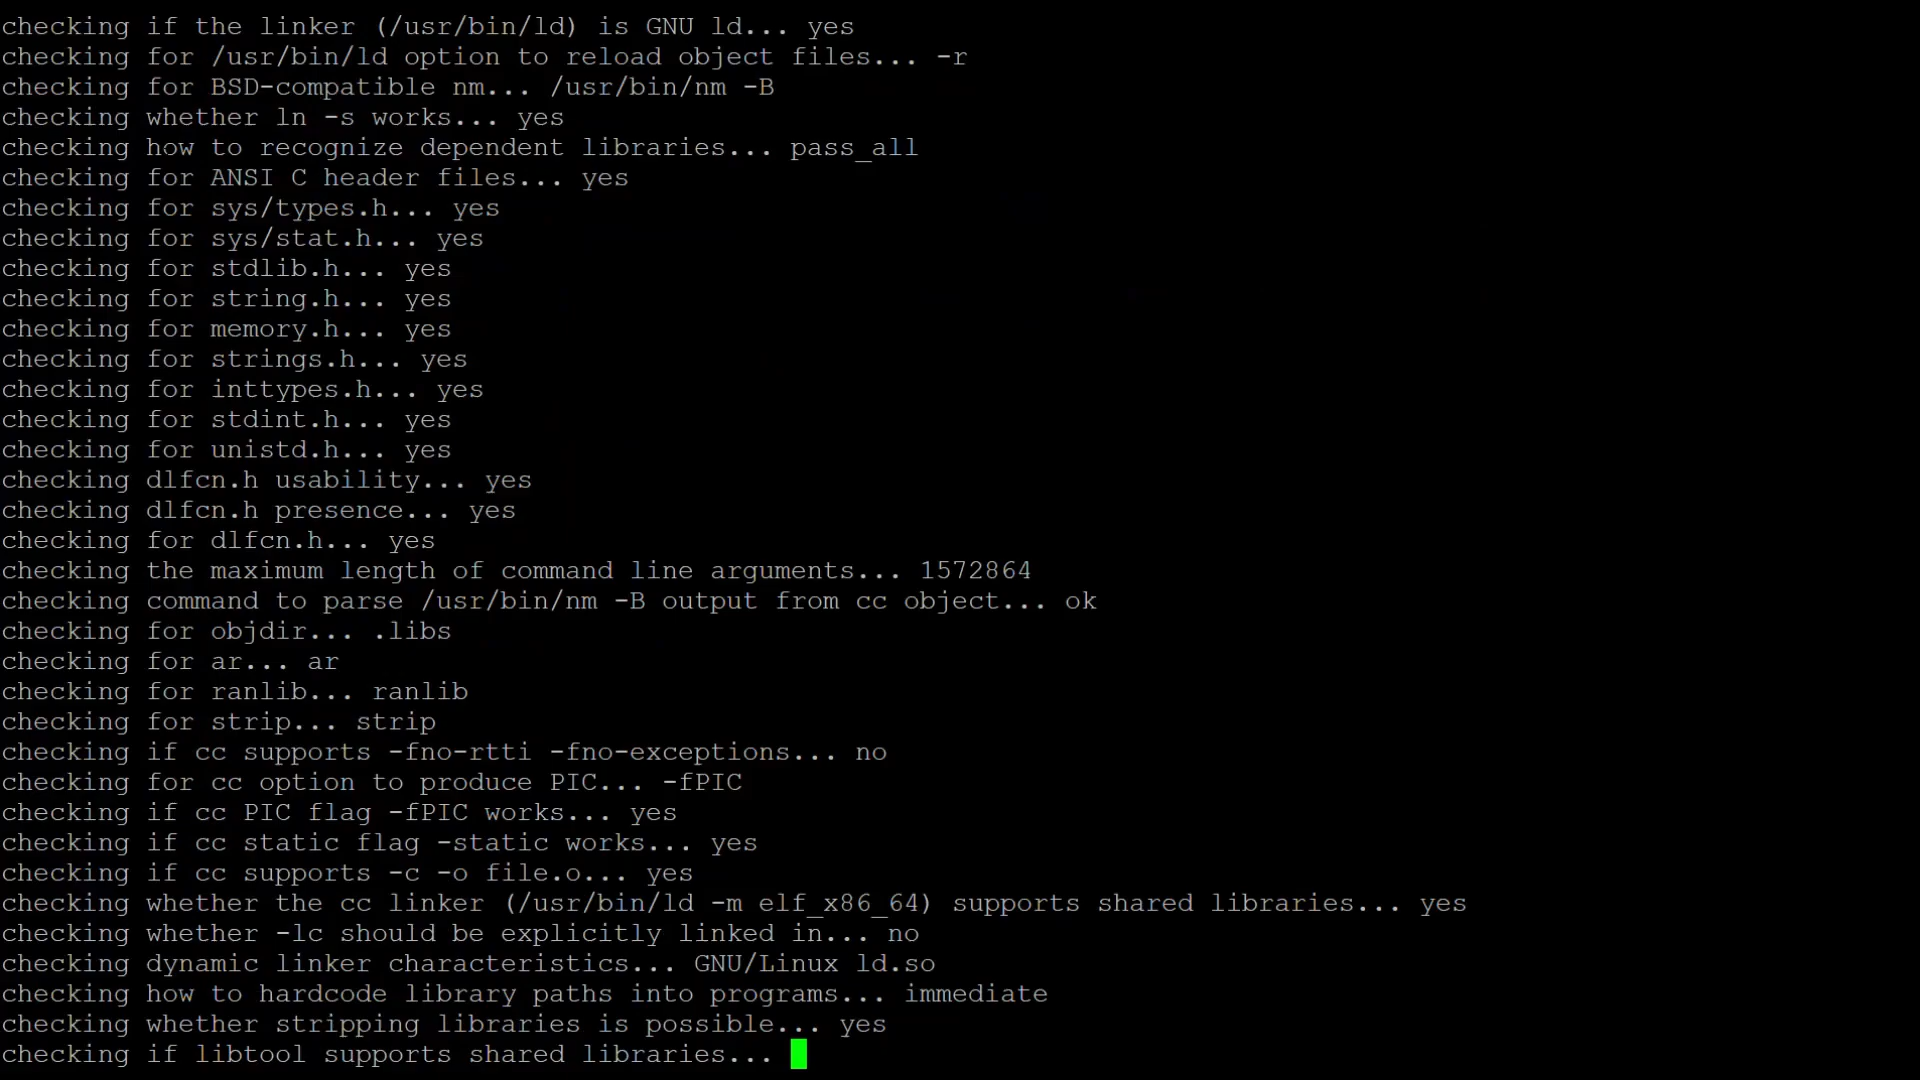 checking if the linker (/usr/bin/ld) is GNU ld... yes
checking for /usr/bin/ld option to reload object files... -r
checking for BSD-compatible nm... /usr/bin/nm -B
checking whether ln -s works... yes
checking how to recognize dependent libraries... pass_all
checking for ANSI C header files... yes
checking for sys/types.h... yes
checking for sys/stat.h... yes
checking for stdlib.h... yes
checking for string.h... yes
checking for memory.h... yes
checking for strings.h... yes
checking for inttypes.h... yes
checking for stdint.h... yes
checking for unistd.h... yes
checking dlfcn.h usability... yes
checking dlfcn.h presence... yes
checking for dlfcn.h... yes
checking the maximum length of command line arguments... 1572864
checking command to parse /usr/bin/nm -B output from cc object... ok
checking for objdir... .libs
checking for ar... ar
checking for ranlib... ranlib
checking for strip... strip
checking if cc supports -fno-rtti -fno-exceptions... no
checking for cc option to produce PIC... -fPIC
checking if cc PIC flag -fPIC works... yes
checking if cc static flag -static works... yes
checking if cc supports -c -o file.o... yes
checking whether the cc linker (/usr/bin/ld -m elf_x86_64) supports shared libraries... yes
checking whether -lc should be explicitly linked in... no
checking dynamic linker characteristics... GNU/Linux ld.so
checking how to hardcode library paths into programs... immediate
checking whether stripping libraries is possible... yes
checking if libtool supports shared libraries...